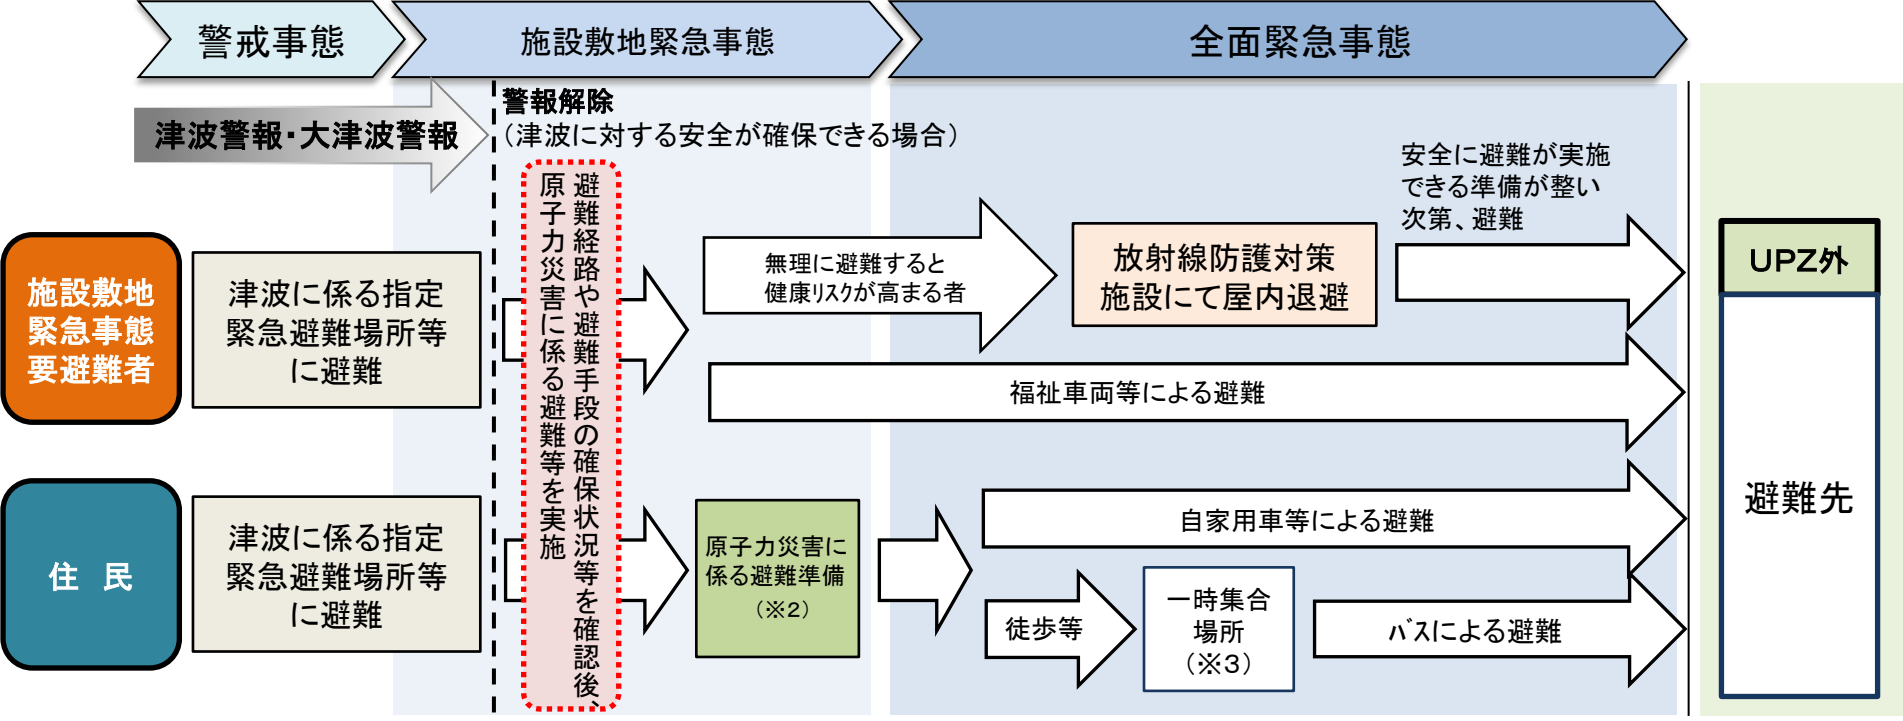 警戒事態
施設敷地緊急事態
全面緊急事態
津波警報・大津波警報
警報解除
（津波に対する安全が確保できる場合）
避難経路や避難手段の確保状況等を確認後、
原子力災害に係る避難等を実施
施設敷地
緊急事態
要避難者
津波に係る指定
緊急避難場所等
に避難
無理に避難すると
健康ﾘｽｸが高まる者
放射線防護対策
施設にて屋内退避
安全に避難が実施
できる準備が整い
次第、避難
福祉車両等による避難
住　民
津波に係る指定
緊急避難場所等
に避難
原子力災害に
係る避難準備
（※２）
自家用車等による避難
徒歩等
一時集合
場所
（※３）
ﾊﾞｽによる避難
ＵＰＺ外
避難先